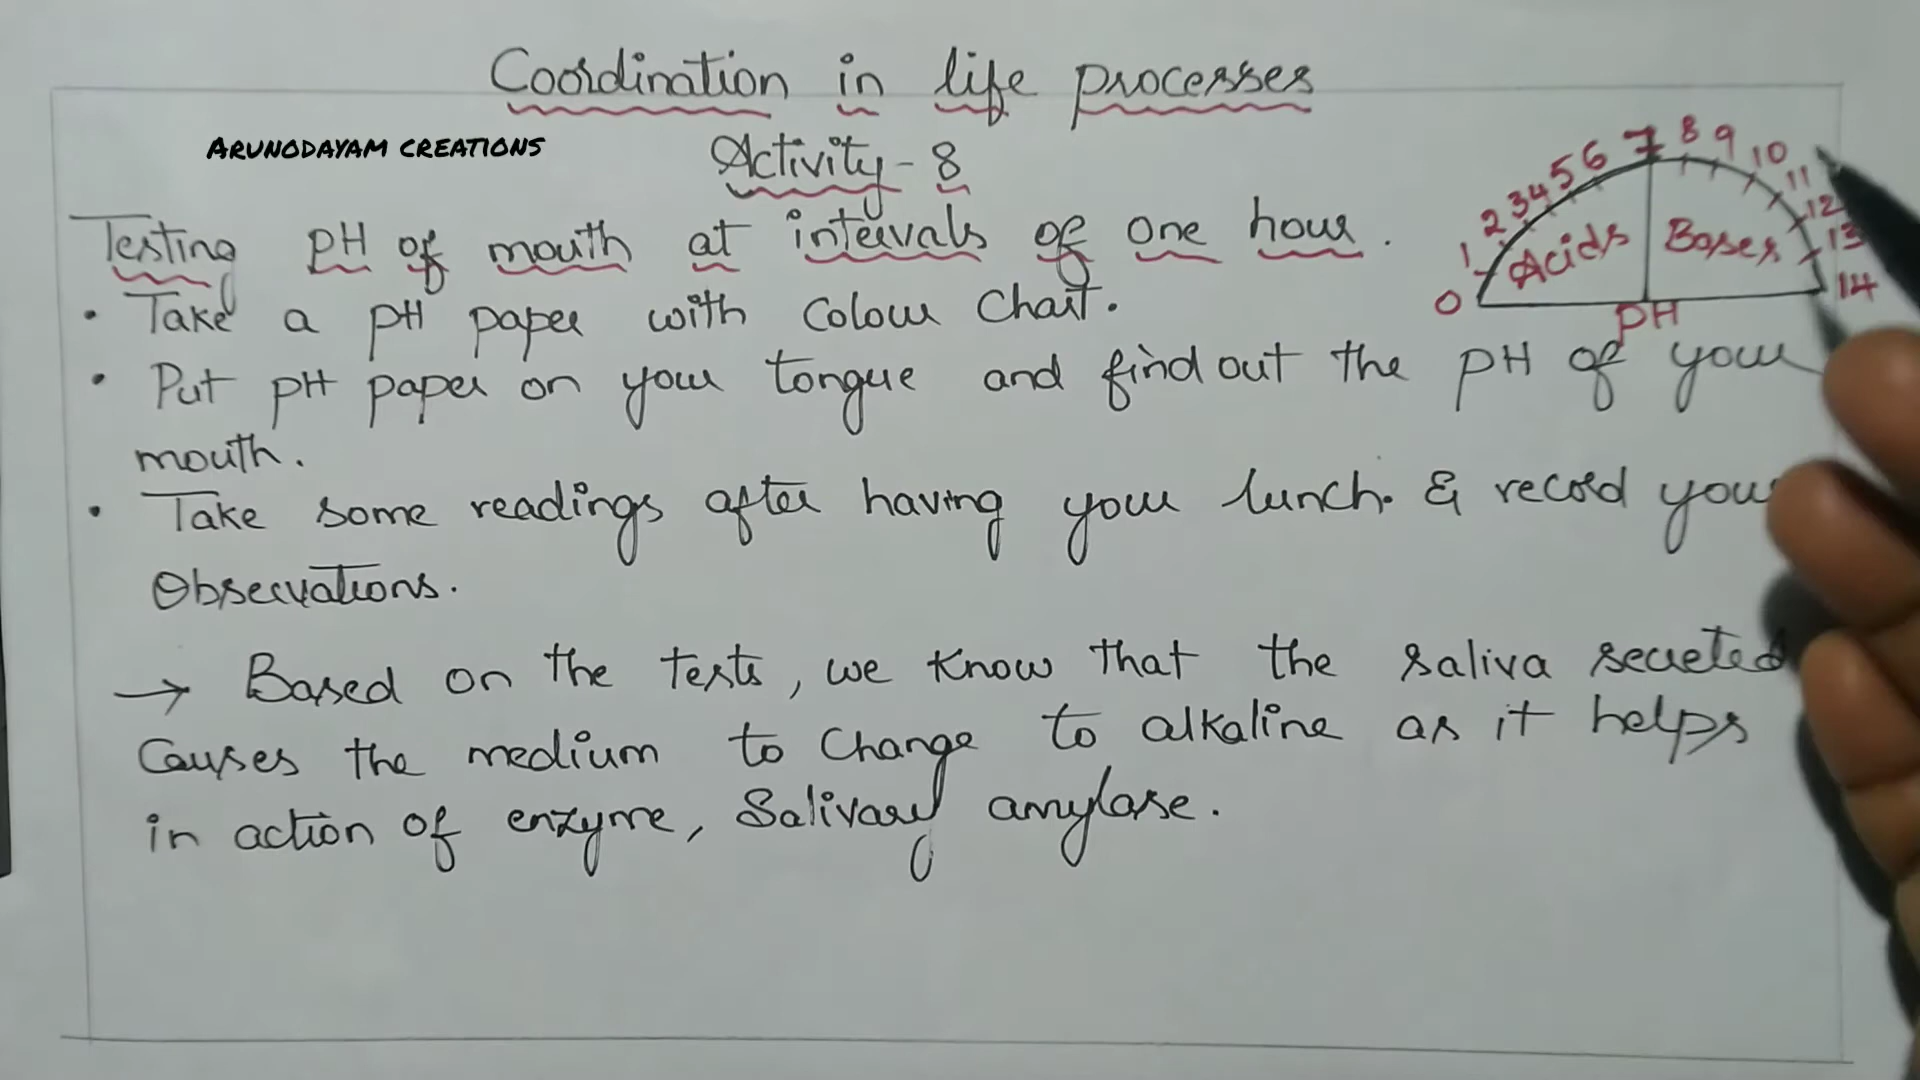 Coordination in life processes
ARUNODAYAM CREATIONS
Activity - 8
Testing pH of mouth at intervals of one hour.
• Take a pH paper with Colour Chart.
• Put pH paper on your tongue and find out the pH of your
mouth.
• Take some readings after having your lunch. & record your
Observations.
→ Based on the tests, we know that the saliva secreted
Causes the medium to Change to alkaline as it helps
in action of enzyme, Salivary amylase.
0 1 2 3 4 5 6 7 8 9 10 11 12 13 14
Acids Bases
PH